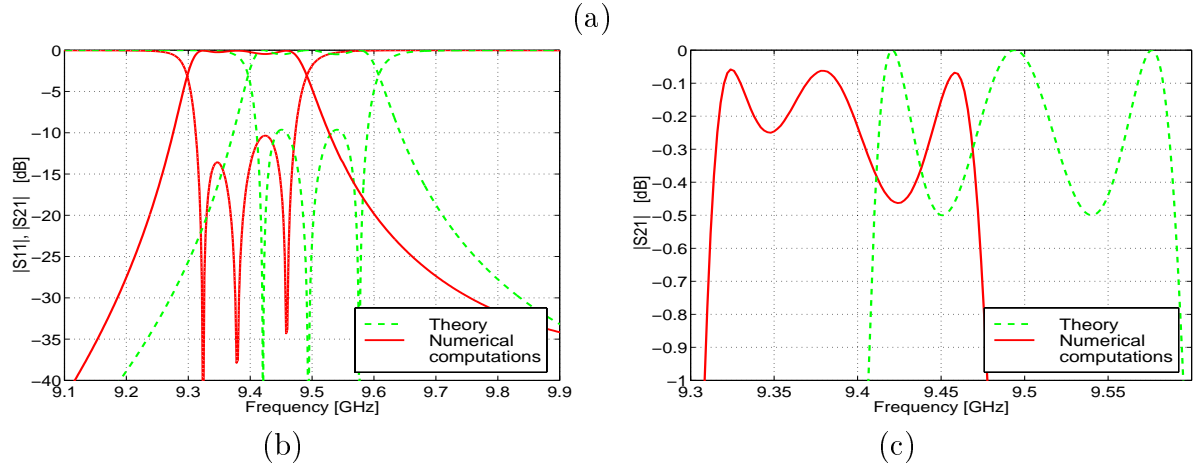 (a)
0
−5
−10
−15
−20
−25
−30
−35
−40
|S11|, |S21| [dB]
9.1
9.2
9.3
9.4
9.5
9.6
9.7
9.8
9.9
Frequency [GHz]
Theory
Numerical
computations
(b)
0
−0.1
−0.2
−0.3
−0.4
−0.5
−0.6
−0.7
−0.8
−0.9
−1
|S21| [dB]
9.3
9.35
9.4
9.45
9.5
9.55
Frequency [GHz]
Theory
Numerical
computations
(c)